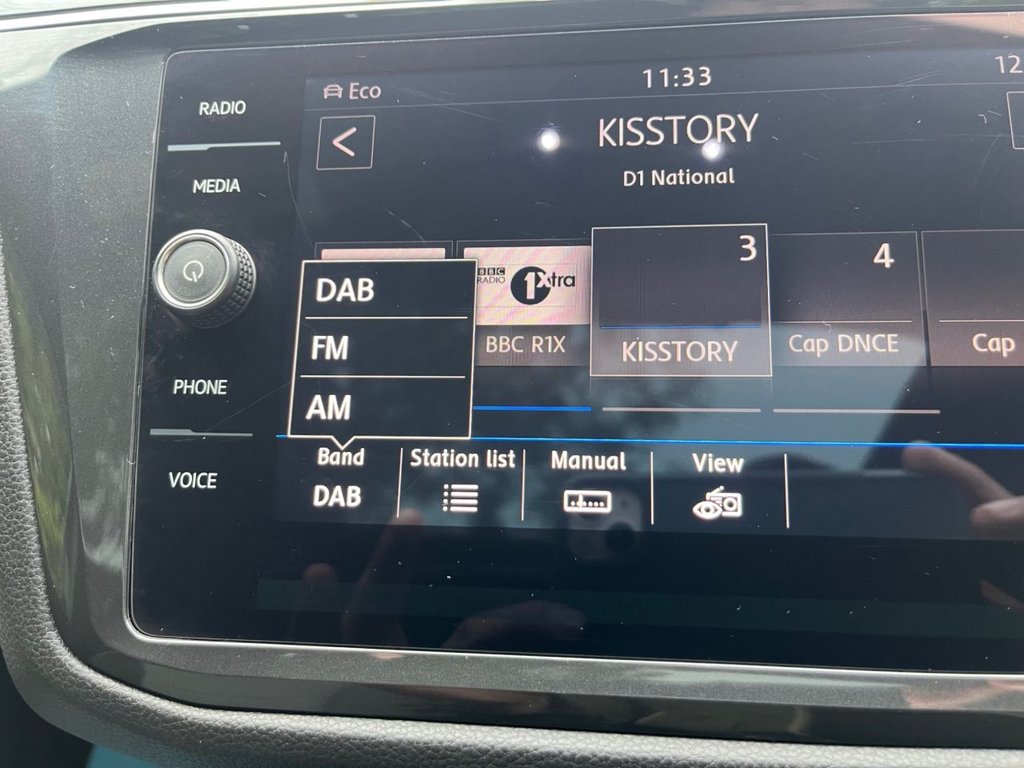 RADIO
MEDIA
PHONE
VOICE
Eco
11:33
12
<
KISSTORY
D1 National
BBC
RADIO
1Xtra
BBC R1X
3
KISSTORY
4
Cap DNCE
Cap
DAB
FM
AM
Band
DAB
Station list
Manual
View